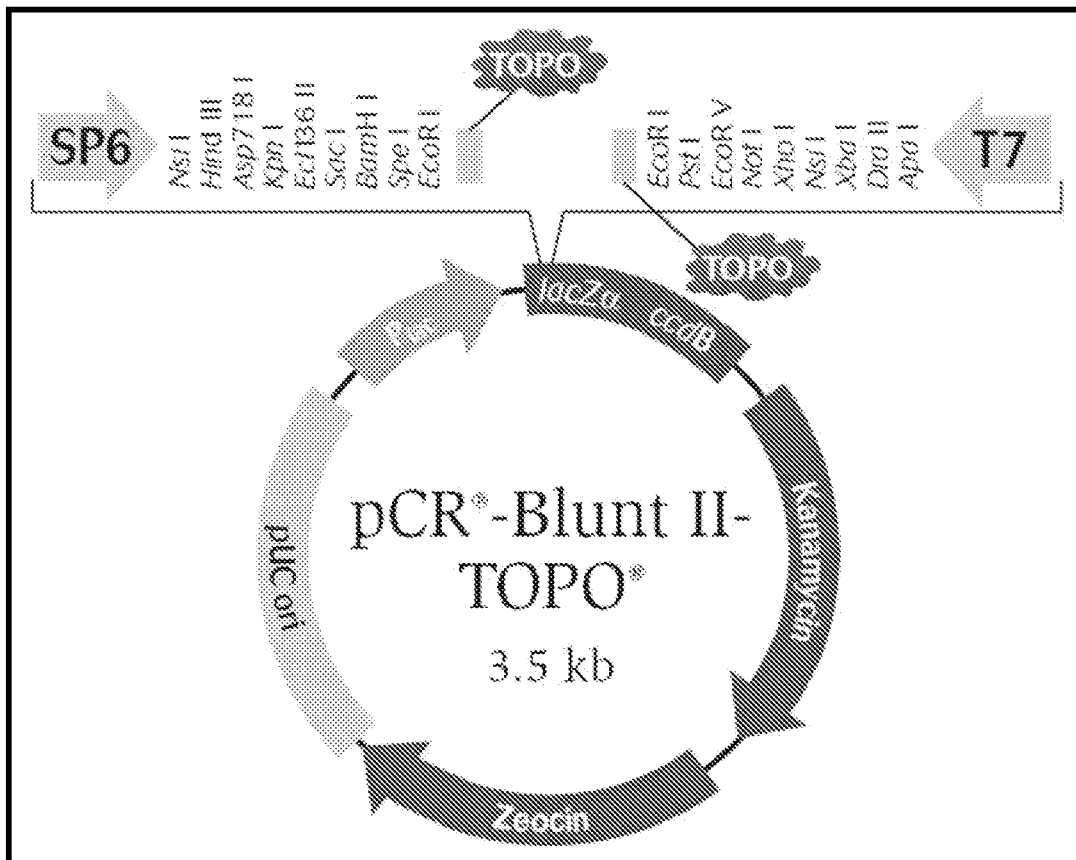 TOPO
SP6
Nsi I
Hind III
Asp718 I
Kpn I
Ecl136 II
Sac I
BamH I
Spe I
EcoR I
EcoR I
Pst I
EcoR V
Not I
Xho I
Nsi I
Xba I
Dra II
Apa I
T7
TOPO
Plac
lacZα
ccdB
Kanamycin
Zeocin
pUC ori
pCR®-Blunt II-
TOPO®
3.5 kb